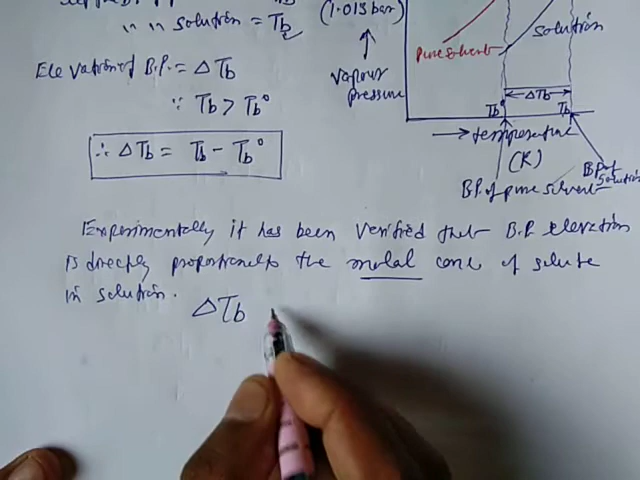 " " solution = Tb
Elevation of B.P. = ΔTb
∵ Tb > Tb°
∴ ΔTb = Tb - Tb°
(1.013 bar)
vapour
pressure
pure solvent
solution
ΔTb
Tb° Tb
temperature
(K)
B.P. of pure solvent
B.P. of
solution
Experimentally it has been verified that B.P. elevation
is directly proportional to the molal conc of solute
in solution.
ΔTb